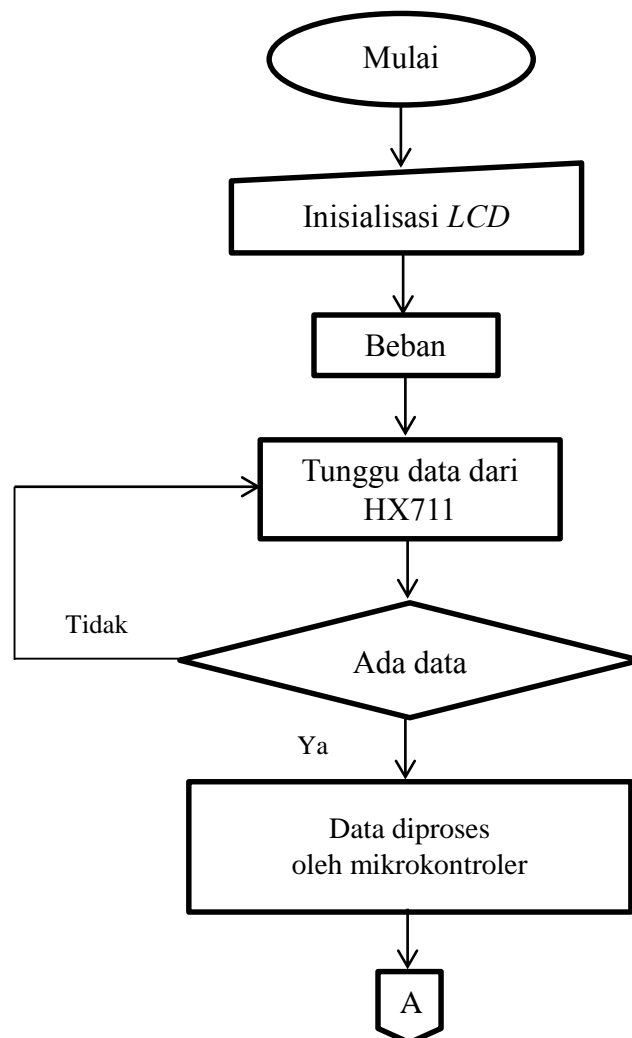 Mulai
Inisialisasi LCD
Beban
Tunggu data dari
HX711
Tidak
Ada data
Ya
Data diproses
oleh mikrokontroler
A